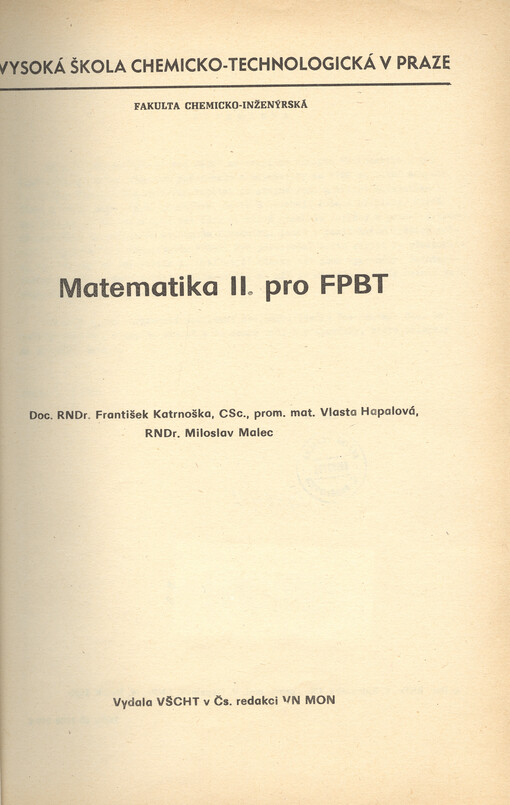 VYSOKÁ ŠKOLA CHEMICKO-TECHNOLOGICKÁ V PRAZE
FAKULTA CHEMICKO-INŽENÝRSKÁ
Matematika II. pro FPBT
Doc. RNDr. František Katrnoška, CSc., prom. mat. Vlasta Hapalová,
RNDr. Miloslav Malec
Vydala VŠCHT v Čs. redakci VN MON